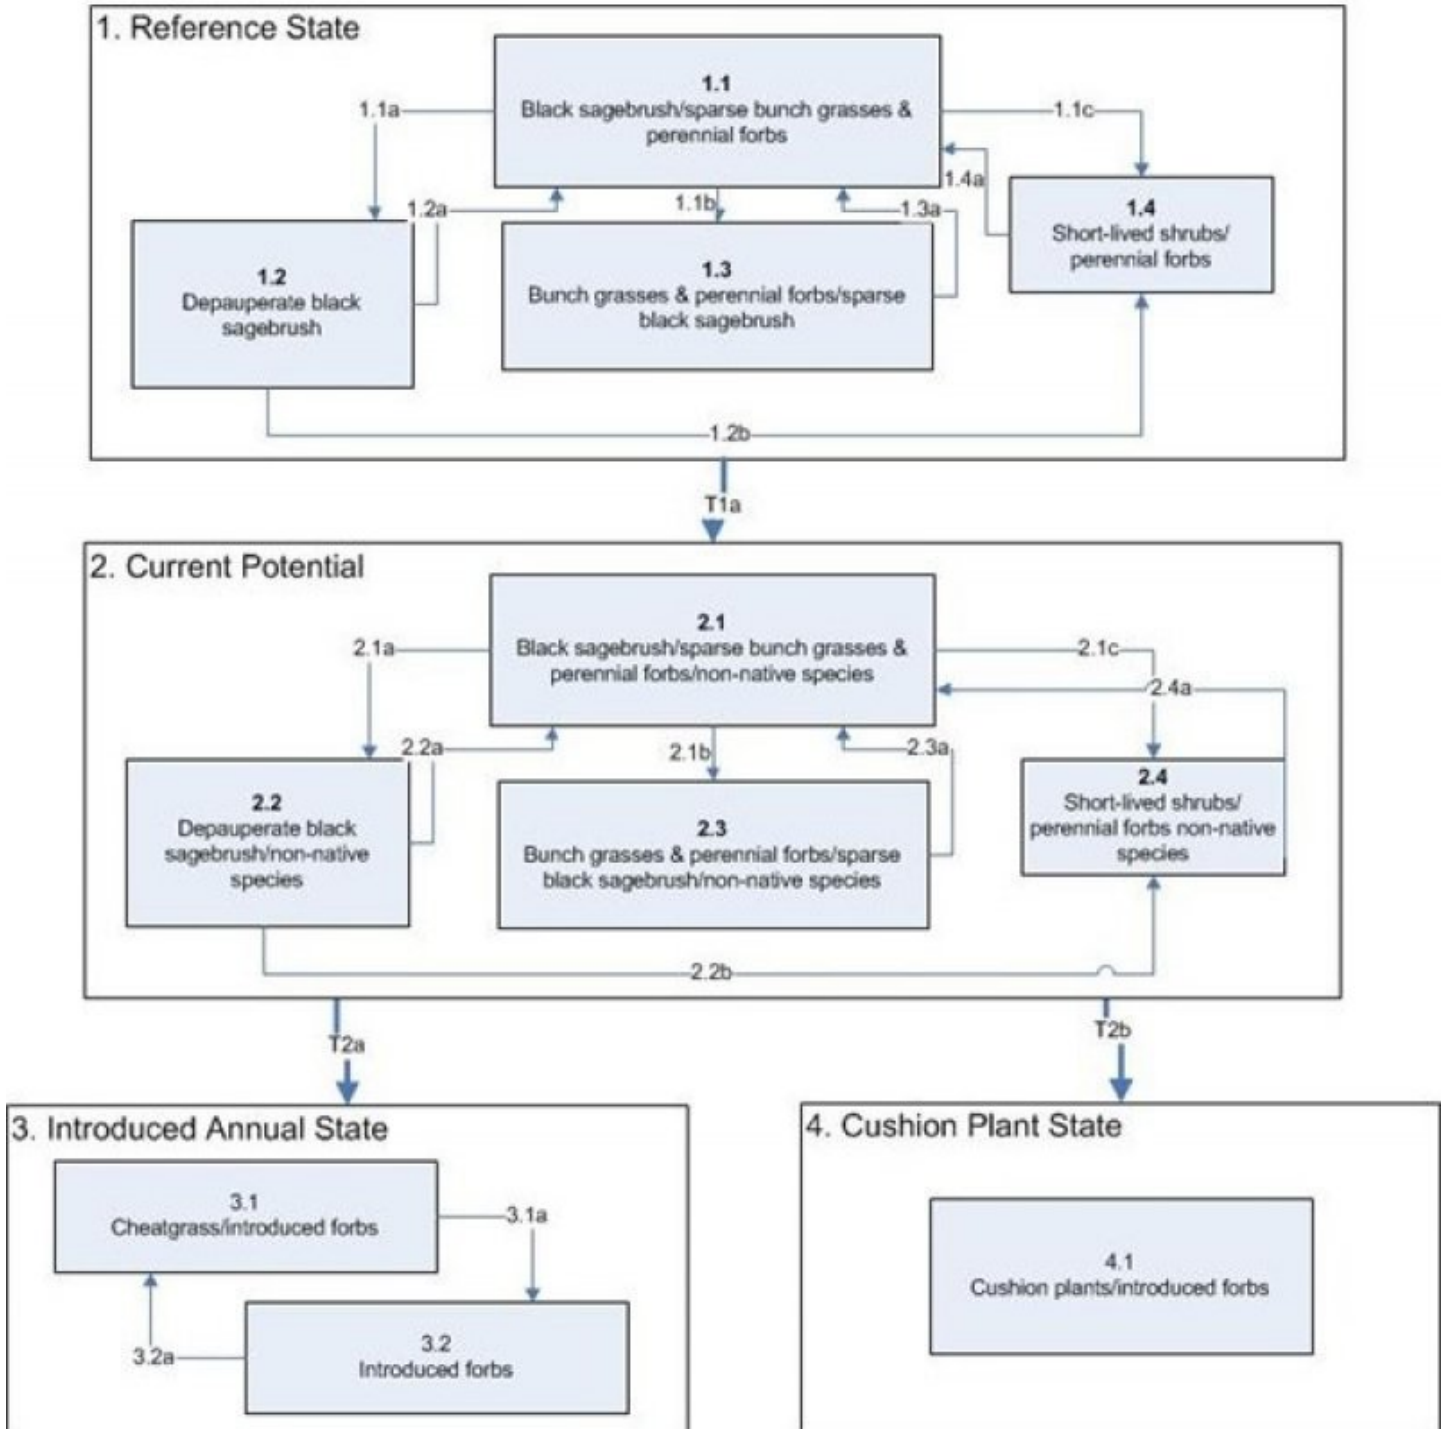 1. Reference State
1.1
Black sagebrush/sparse bunch grasses &
perennial forbs
1.1a
1.1c
1.4a
1.2a
1.1b
1.3a
1.4
Short-lived shrubs/
perennial forbs
1.2
Depauperate black
sagebrush
1.3
Bunch grasses & perennial forbs/sparse
black sagebrush
1.2b
T1a
2. Current Potential
2.1
Black sagebrush/sparse bunch grasses &
perennial forbs/non-native species
2.1a
2.1c
2.4a
2.2a
2.1b
2.3a
2.2
Depauperate black
sagebrush/non-native
species
2.3
Bunch grasses & perennial forbs/sparse
black sagebrush/non-native species
2.4
Short-lived shrubs/
perennial forbs non-native
species
2.2b
T2a
T2b
3. Introduced Annual State
3.1
Cheatgrass/introduced forbs
3.1a
3.2
Introduced forbs
3.2a
4. Cushion Plant State
4.1
Cushion plants/introduced forbs